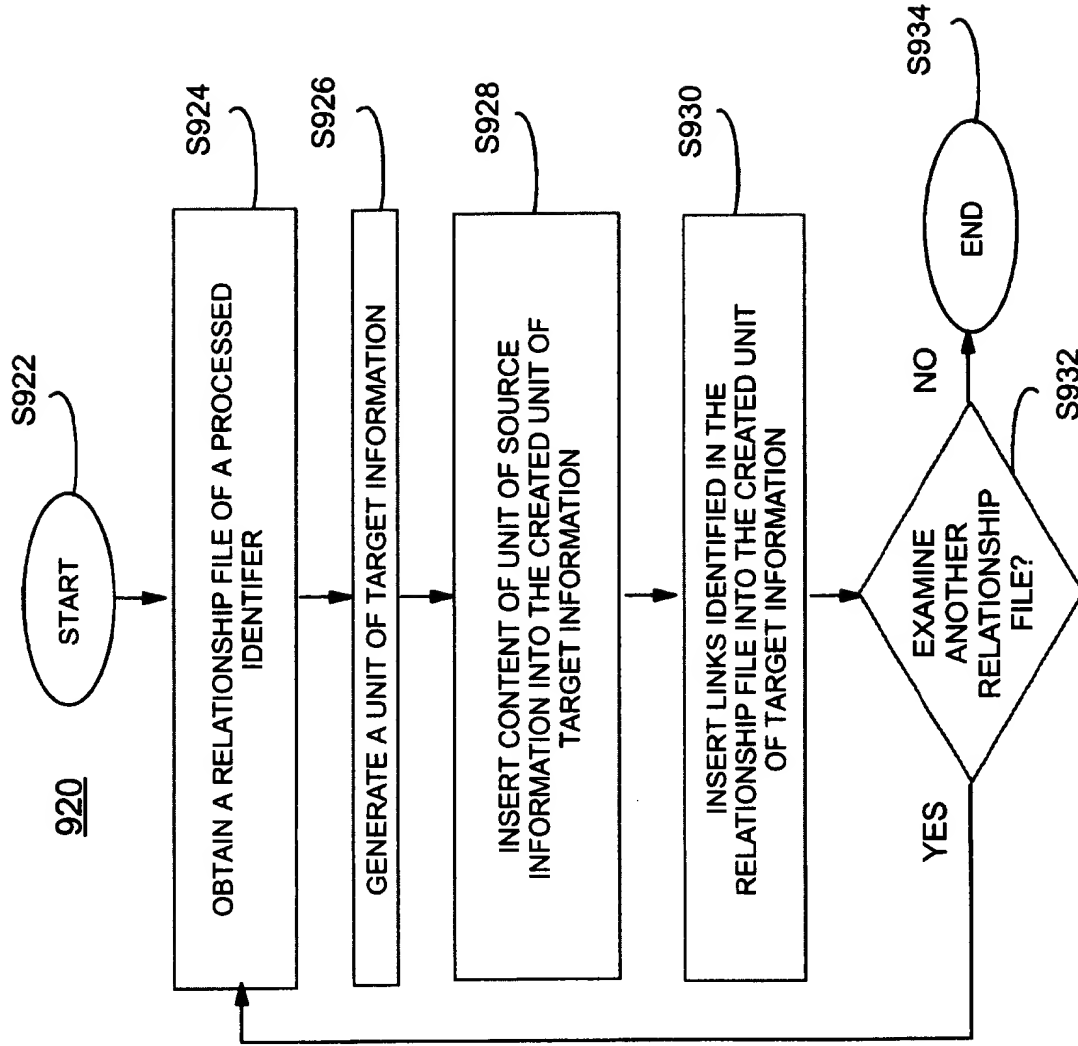 920
START
S922
OBTAIN A RELATIONSHIP FILE OF A PROCESSED
IDENTIFER
S924
GENERATE A UNIT OF TARGET INFORMATION
S926
INSERT CONTENT OF UNIT OF SOURCE
INFORMATION INTO THE CREATED UNIT OF
TARGET INFORMATION
S928
INSERT LINKS IDENTIFIED IN THE
RELATIONSHIP FILE INTO THE CREATED UNIT
OF TARGET INFORMATION
S930
EXAMINE
ANOTHER
RELATIONSHIP
FILE?
S932
YES
NO
END
S934